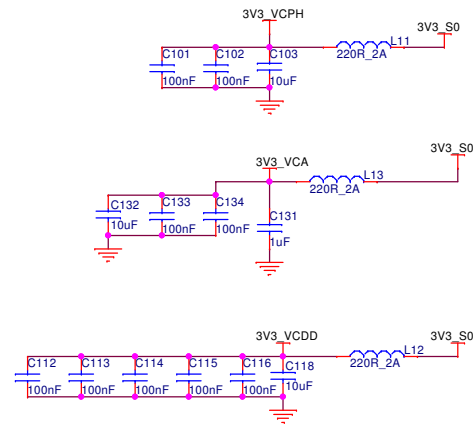 3V3_VCPH
3V3_S0
L11
C101
C102
C103
220R_2A
100nF
100nF
10uF
3V3_VCA
3V3_S0
L13
220R_2A
C132
C133
C134
C131
10uF
100nF
100nF
1uF
3V3_VCDD
3V3_S0
L12
C112
C113
C114
C115
C116
C118
220R_2A
100nF
100nF
100nF
100nF
100nF
10uF